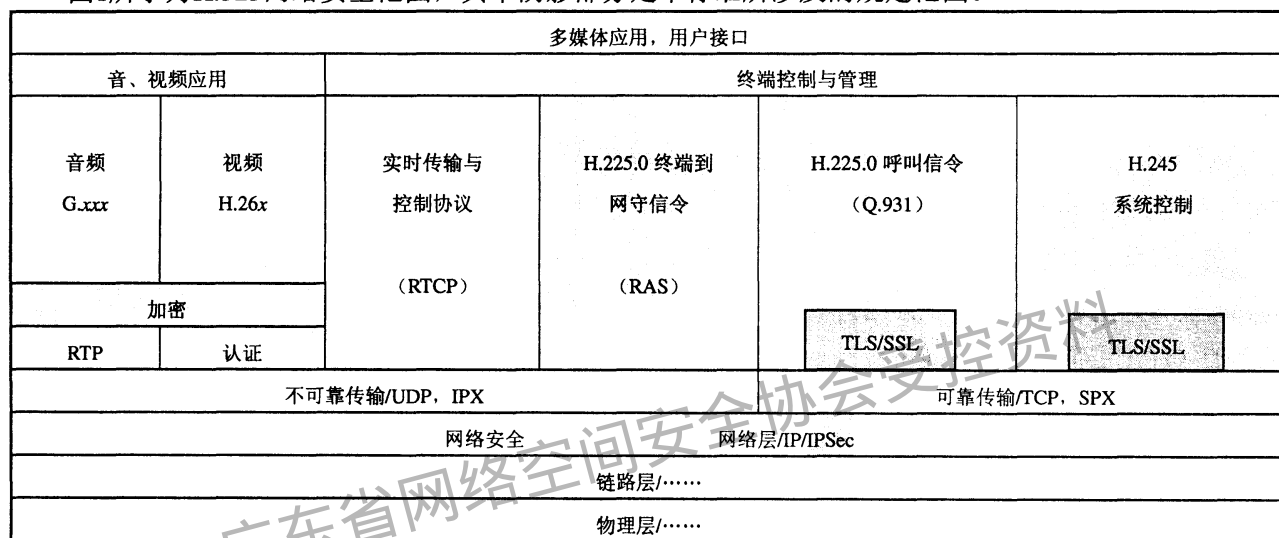 多媒体应用，用户接口
音、视频应用
终端控制与管理
音频
G.xxx
视频
H.26x
实时传输与
控制协议
（RTCP）
H.225.0 终端到
网守信令
（RAS）
H.225.0 呼叫信令
（Q.931）
H.245
系统控制
加密
RTP
认证
TLS/SSL
TLS/SSL
不可靠传输/UDP，IPX
可靠传输/TCP，SPX
网络安全 网络层/IP/IPSec
链路层/……
物理层/……
广东省网络空间安全协会受控资料